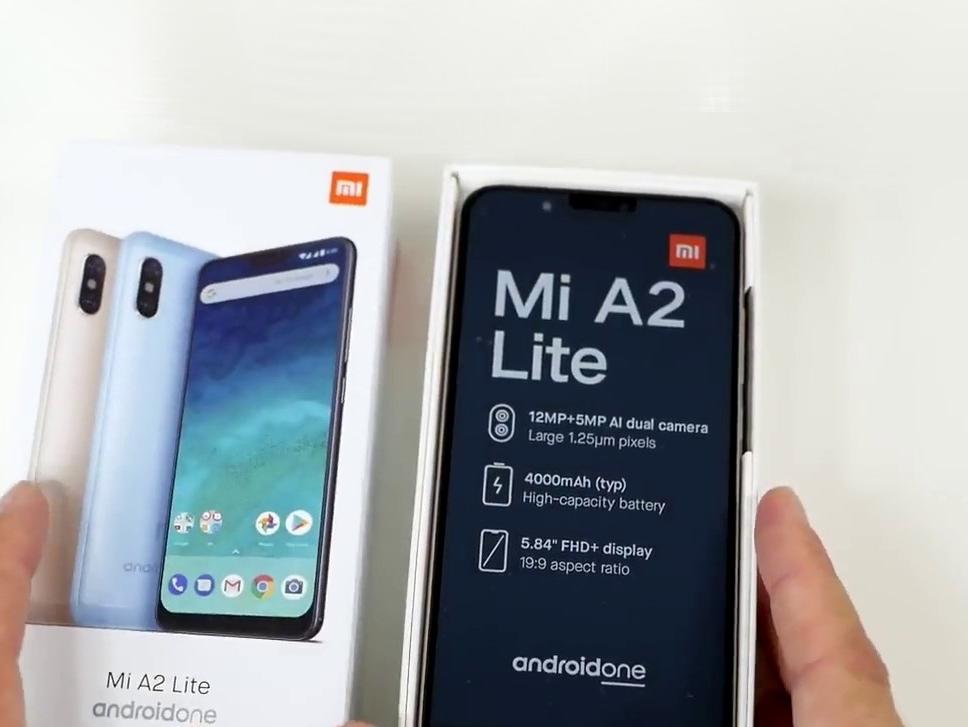 mi
Mi A2 Lite
androidone
mi
Mi A2
Lite
12MP+5MP AI dual camera
Large 1.25µm pixels
4000mAh (typ)
High-capacity battery
5.84" FHD+ display
19:9 aspect ratio
androidone